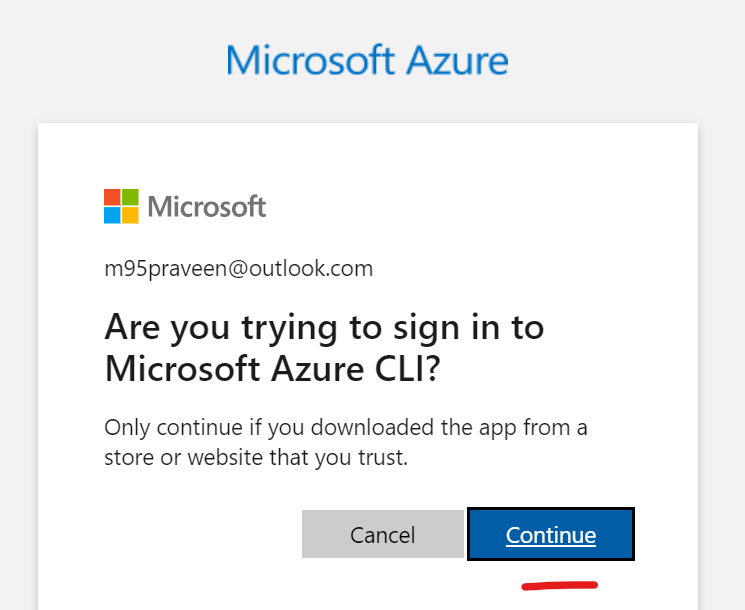 Microsoft Azure
Microsoft
m95praveen@outlook.com
Are you trying to sign in to
Microsoft Azure CLI?
Only continue if you downloaded the app from a
store or website that you trust.
Cancel
Continue